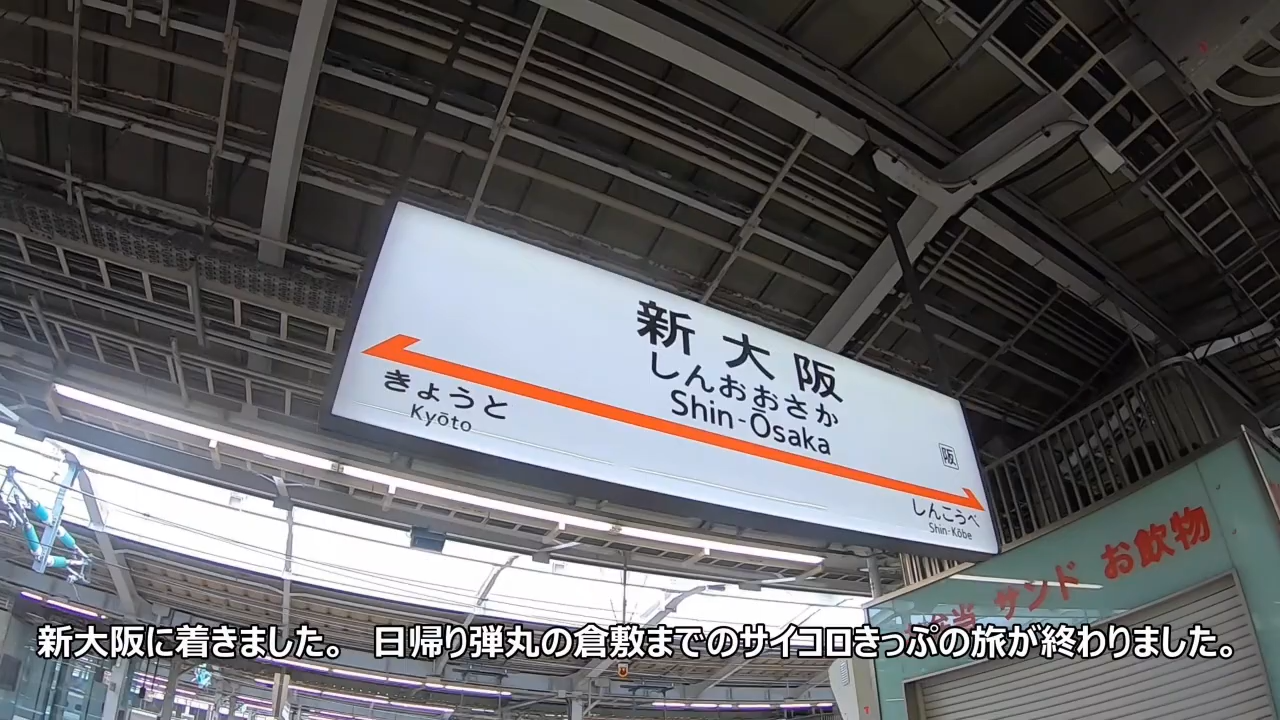 新大阪
しんおおさか
Shin-Ōsaka
きょうと
Kyōto
阪
しんこうべ
Shin-Kōbe
弁当 サンド お飲物
新大阪に着きました。 日帰り弾丸の倉敷までのサイコロきっぷの旅が終わりました。